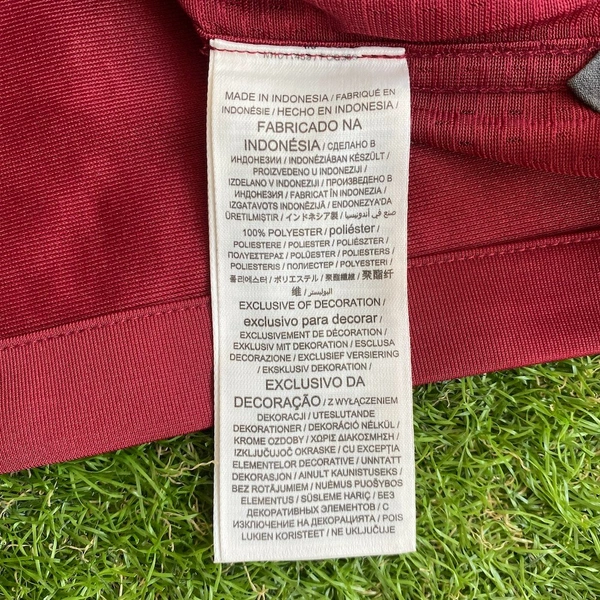 MADE IN INDONESIA / FABRIQUÉ EN
INDONÉSIE / HECHO EN INDONESIA /
FABRICADO NA
INDONÉSIA / СДЕЛАНО В
ИНДОНЕЗИИ / INDONÉZIÁBAN KÉSZÜLT /
PROIZVEDENO U INDONEZIJI /
IZDELANO V INDONEZIJI / ПРОИЗВЕДЕНО В
ИНДОНЕЗИЯ / FABRICAT ÎN INDONEZIA /
IZGATAVOTS INDONĒZIJĀ / ENDONEZYA'DA
ÜRETILMIŞTIR / インドネシア製 / صنع في أندونيسيا
100% POLYESTER / poliéster /
POLIESTERE / POLIESTER / POLIÉSZTER /
ΠΟΛΥΕΣΤΕΡΑΣ / POLÜESTER / POLIESTERS /
POLIESTERIS / ПОЛИЕСТЕР / POLYESTERI /
폴리에스터 / ポリエステル / 聚酯纖維 / 聚酯纤
维 / البوليستر /
EXCLUSIVE OF DECORATION /
exclusivo para decorar /
EXCLUSIVEMENT DE DÉCORATION /
EXKLUSIV MIT DEKORATION / ESCLUSA
DECORAZIONE / EXCLUSIEF VERSIERING
/ EKSKLUSIV DEKORATION /
EXCLUSIVO DA
DECORAÇÃO / Z WYŁĄCZENIEM
DEKORACJI / UTESLUTANDE
DEKORATIONER / DEKORÁCIÓ NÉLKÜL /
KROME OZDOBY / ΧΩΡΙΣ ΔΙΑΚΟΣΜΗΣΗ /
IZKLJUČUJOČ OKRASKE / CU EXCEPŢIA
ELEMENTELOR DECORATIVE / UNNTATT
DEKORASJON / AINULT KAUNISTUSEKS /
BEZ ROTĀJUMIEM / NUĖMUS PUOŠYBOS
ELEMENTUS / SÜSLEME HARIÇ / БЕЗ
ДЕКОРАТИВНЫХ ЭЛЕМЕНТОВ / С
ИЗКЛЮЧЕНИЕ НА ДЕКОРАЦИЯТА / POIS
LUKIEN KORISTEET / NE UKLJUČUJE